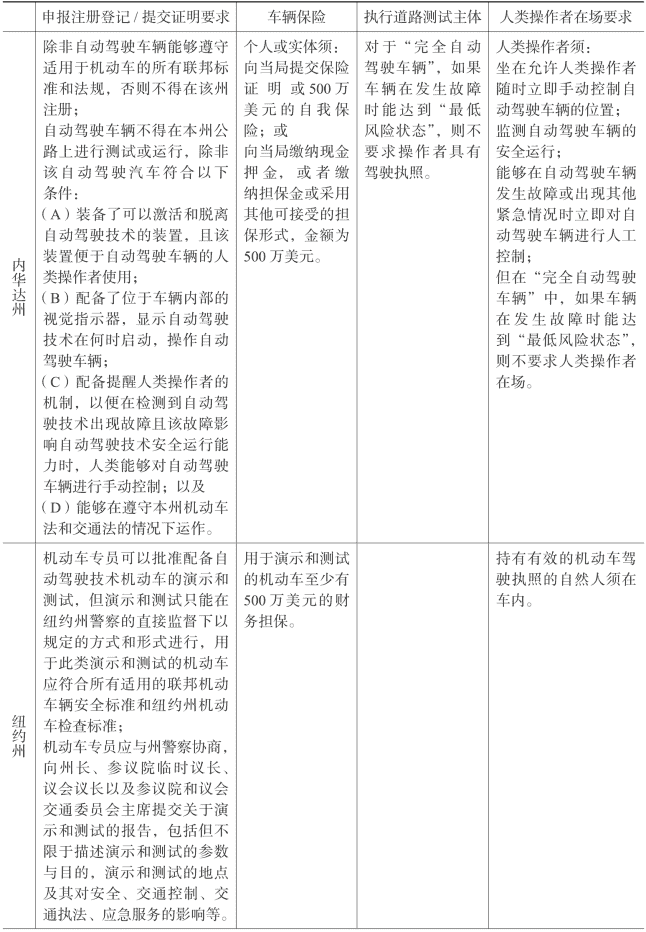 申报注册登记 / 提交证明要求
车辆保险
执行道路测试主体
人类操作者在场要求
内华达州
除非自动驾驶车辆能够遵守
适用于机动车的所有联邦
标准和法规，否则不得在该州
注册；
自动驾驶车辆不得在本州公
路上进行测试或运行，除非
该自动驾驶汽车符合以下
条件：
（A）装备了可以激活和脱离
自动驾驶技术的装置，且该
装置便于自动驾驶车辆的人
类操作者使用；
（B）配备了位于车辆内部的
视觉指示器，显示自动驾驶
技术在何时启动，操作自动
驾驶车辆；
（C）配备提醒人类操作者的
机制，以便在检测到自动驾
驶技术出现故障且该故障影
响自动驾驶技术安全运行能
力时，人类能够对自动驾驶
车辆进行手动控制；以及
（D）能够在遵守本州机动车
法和交通法的情况下运作。
个人或实体须：
向当局提交保险
证明或500万
美元的自我保
险；或
向当局缴纳现金
押金，或者缴
纳担保金或采用
其他可接受的担
保形式，金额为
500万美元。
对于“完全自动
驾驶车辆”，如果
车辆在发生故障
时能达到“最低
风险状态”，则不
要求操作者具有
驾驶执照。
人类操作者须：
坐在允许人类操作者
随时立即手动控制自
动驾驶车辆的位置；
监测自动驾驶车辆的
安全运行；
能够在自动驾驶车辆
发生故障或出现其他
紧急情况时立即对自
动驾驶车辆进行人工
控制；
但在“完全自动驾驶
车辆”中，如果车辆
在发生故障时能达
到“最低风险状态”，
则不要求人类操作者
在场。
纽约州
机动车专员可以批准配备自
动驾驶技术机动车的演示和
测试，但演示和测试只能在
纽约州警察的直接监督下以
规定的方式和形式进行，用
于此类演示和测试的机动车
应符合所有适用的联邦机动
车辆安全标准和纽约州机动
车检查标准；
机动车专员应与州警察协商，
向州长、参议院临时议长、
议会议长以及参议院和议会
交通委员会主席提交关于演
示和测试的报告，包括但不
限于描述演示和测试的参数
与目的，演示和测试的地点
及其对安全、交通控制、交
通执法、应急服务的影响等。
用于演示和测试
的机动车至少有
500万美元的财
务担保。
持有有效的机动车驾
驶执照的自然人须在
车内。